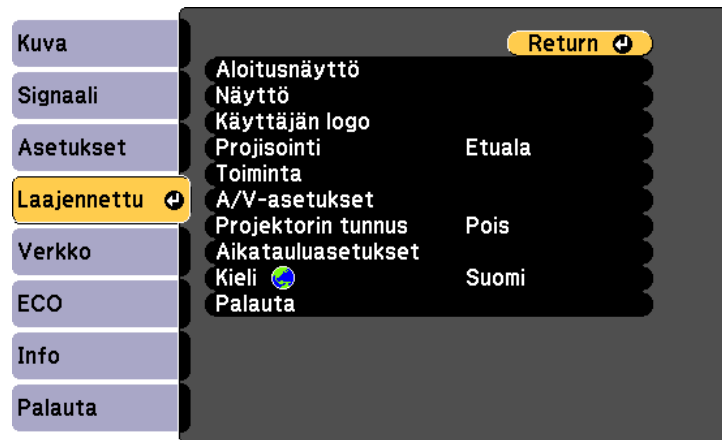 Kuva
Signaali
Asetukset
Laajennettu
Verkko
ECO
Info
Palauta
Return
Aloitusnäyttö
Näyttö
Käyttäjän logo
Projisointi Etuala
Toiminta
A/V-asetukset
Projektorin tunnus Pois
Aikatauluasetukset
Kieli Suomi
Palauta